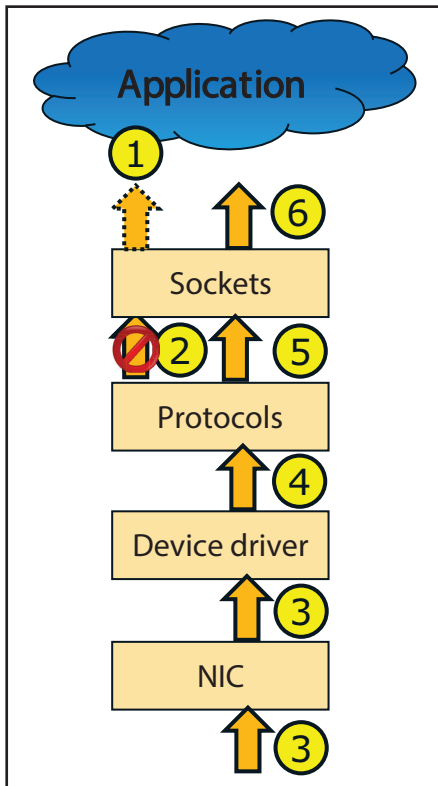 Application
1
6
Sockets
2
5
Protocols
4
Device driver
3
NIC
3